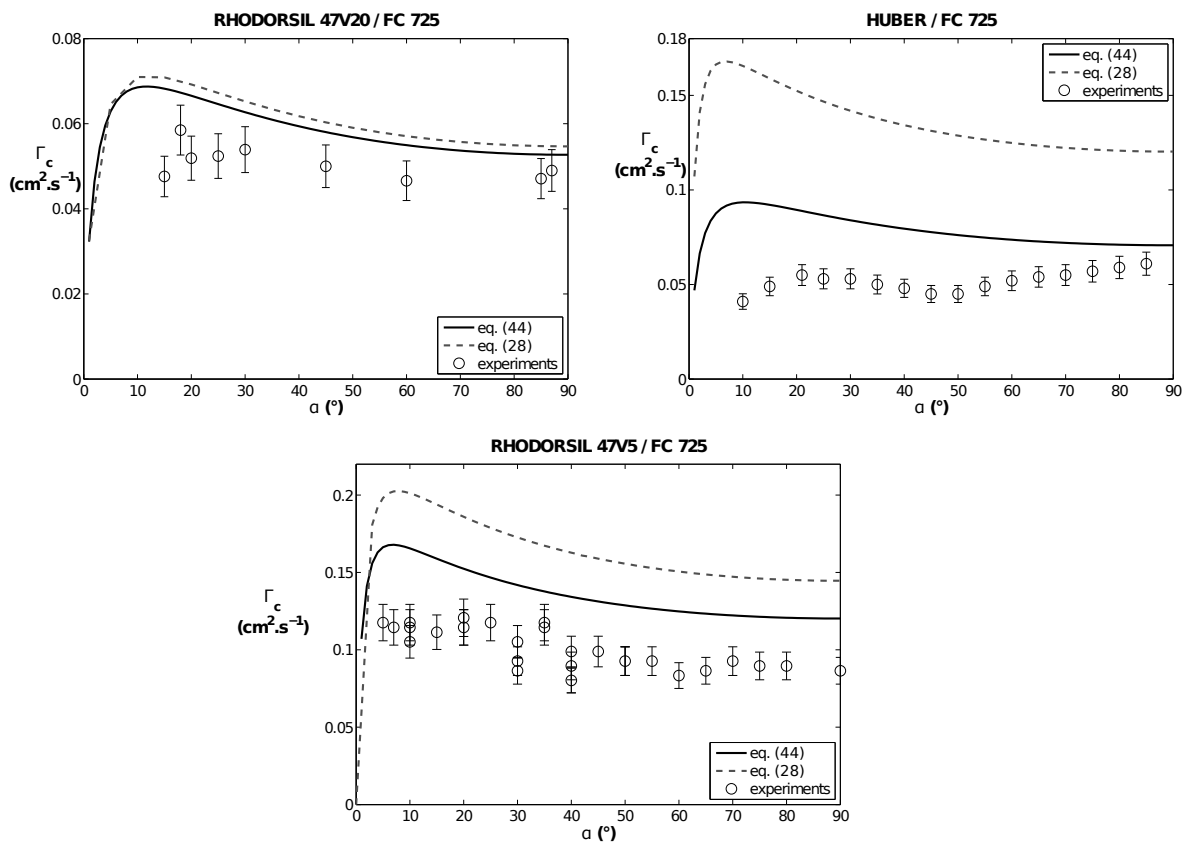 RHODORSIL 47V20 / FC 725
0.08
0.06
Γc
(cm².s⁻¹)
0.04
0.02
0
eq. (44)
eq. (28)
experiments
0 10 20 30 40 50 60 70 80 90
α (°)
HUBER / FC 725
0.18
0.15
Γc
(cm².s⁻¹)
0.1
0.05
0
eq. (44)
eq. (28)
experiments
0 10 20 30 40 50 60 70 80 90
α (°)
RHODORSIL 47V5 / FC 725
0.2
0.15
Γc
(cm².s⁻¹)
0.1
0.05
0
eq. (44)
eq. (28)
experiments
0 10 20 30 40 50 60 70 80 90
α (°)